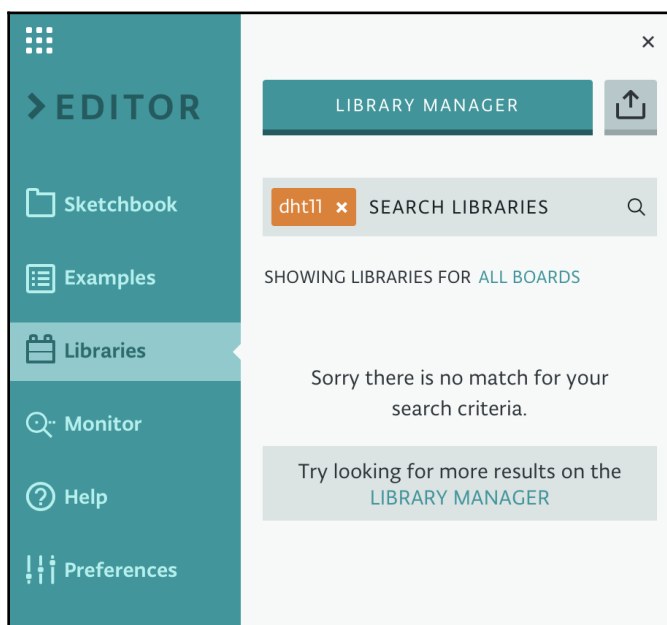 EDITOR
Sketchbook
Examples
Libraries
Monitor
Help
Preferences
LIBRARY MANAGER
dht11 × SEARCH LIBRARIES
SHOWING LIBRARIES FOR ALL BOARDS
Sorry there is no match for your
search criteria.
Try looking for more results on the
LIBRARY MANAGER